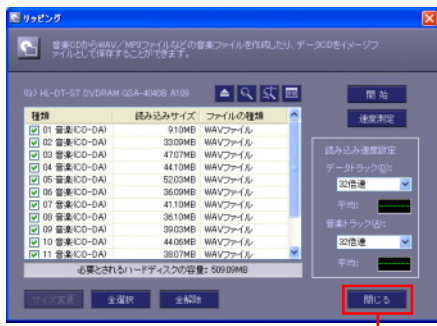 リッピング
音楽CDからWAV／MP3ファイルなどの音楽ファイルを作成したり、データCDをイメージフ
ァイルとして保存することができます。
(G:) HL-DT-ST DVDRAM GSA-4040B A109
開 始
種類 読み込みサイズ ファイルの種類
速度測定
01 音楽(CD-DA) 9.10MB WAVファイル
02 音楽(CD-DA) 33.09MB WAVファイル
03 音楽(CD-DA) 47.07MB WAVファイル
04 音楽(CD-DA) 44.10MB WAVファイル
05 音楽(CD-DA) 52.03MB WAVファイル
06 音楽(CD-DA) 36.09MB WAVファイル
07 音楽(CD-DA) 41.10MB WAVファイル
08 音楽(CD-DA) 36.10MB WAVファイル
09 音楽(CD-DA) 39.03MB WAVファイル
10 音楽(CD-DA) 44.06MB WAVファイル
11 音楽(CD-DA) 38.07MB WAVファイル
読み込み速度設定
データトラック(D):
32倍速
平均:
音楽トラック(A):
32倍速
平均:
必要とされるハードディスクの容量: 509.09MB
サイズ変更 全選択 全解除 閉じる